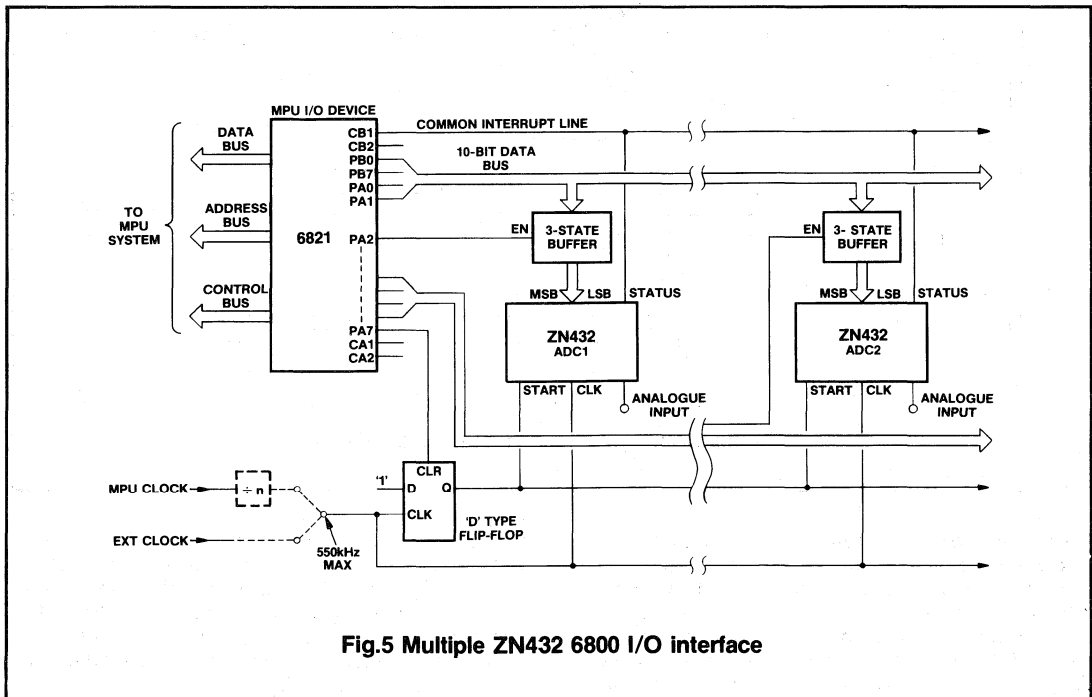 MPU I/O DEVICE
DATA
BUS
ADDRESS
BUS
CONTROL
BUS
TO
MPU
SYSTEM
6821
CB1
CB2
PB0
PB7
PA0
PA1
PA2
PA7
CA1
CA2
COMMON INTERRUPT LINE
10-BIT DATA
BUS
EN
3-STATE
BUFFER
EN
3- STATE
BUFFER
MSB
LSB
STATUS
MSB
LSB
STATUS
ZN432
ADC1
ZN432
ADC2
START
CLK
ANALOGUE
INPUT
START
CLK
ANALOGUE
INPUT
MPU CLOCK
÷ n
EXT CLOCK
550kHz
MAX
'1'
CLR
D
Q
CLK
'D' TYPE
FLIP-FLOP
Fig.5 Multiple ZN432 6800 I/O interface